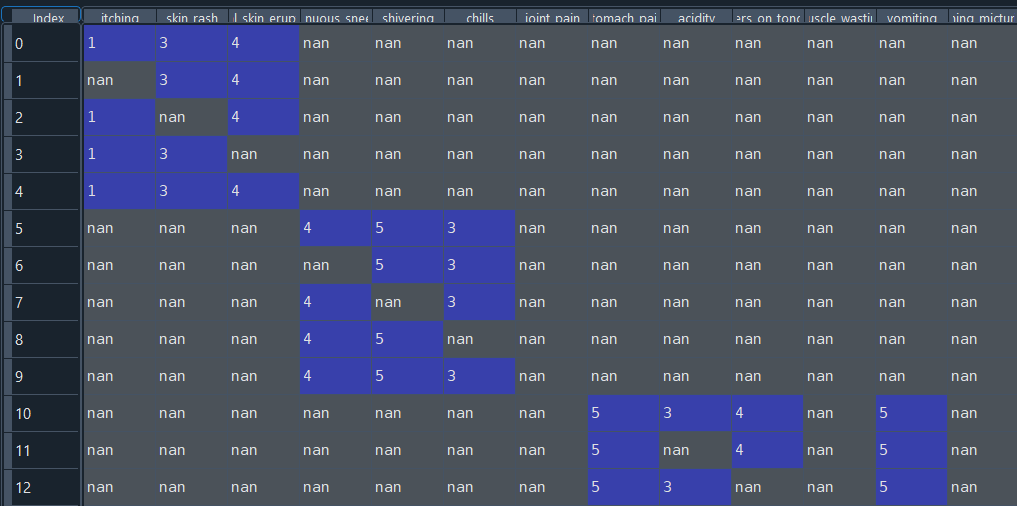 Index itching skin_rash l_skin_erup nuous_snee shivering chills joint_pain tomach_pai acidity ers_on_tong uscle_wastin vomiting ning_mictur
0 1 3 4 nan nan nan nan nan nan nan nan nan nan
1 nan 3 4 nan nan nan nan nan nan nan nan nan nan
2 1 nan 4 nan nan nan nan nan nan nan nan nan nan
3 1 3 nan nan nan nan nan nan nan nan nan nan nan
4 1 3 4 nan nan nan nan nan nan nan nan nan nan
5 nan nan nan 4 5 3 nan nan nan nan nan nan nan
6 nan nan nan nan 5 3 nan nan nan nan nan nan nan
7 nan nan nan 4 nan 3 nan nan nan nan nan nan nan
8 nan nan nan 4 5 nan nan nan nan nan nan nan nan
9 nan nan nan 4 5 3 nan nan nan nan nan nan nan
10 nan nan nan nan nan nan nan 5 3 4 nan 5 nan
11 nan nan nan nan nan nan nan 5 nan 4 nan 5 nan
12 nan nan nan nan nan nan nan 5 3 nan nan 5 nan